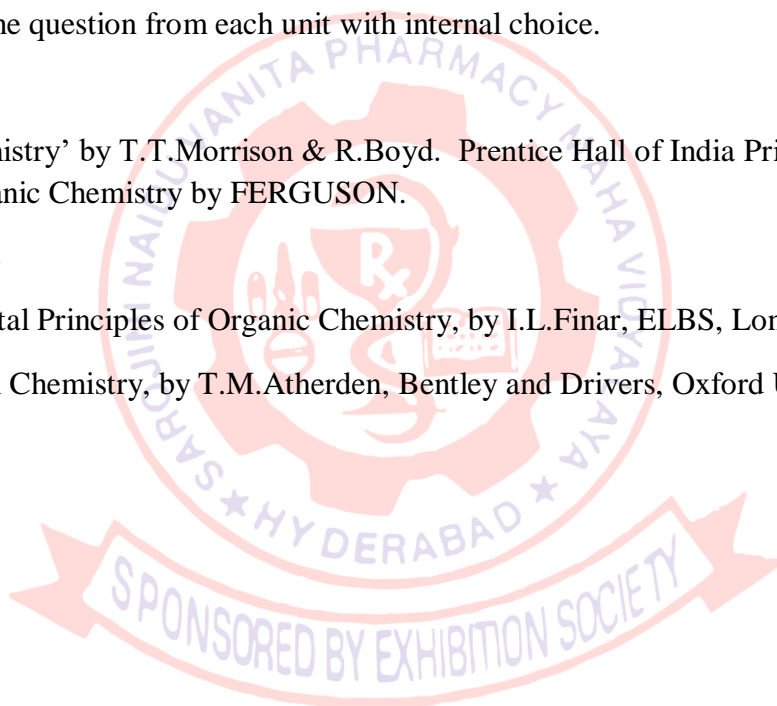 ne question from each unit with internal choice.
nistry’ by T.T.Morrison & R.Boyd. Prentice Hall of India Pri
anic Chemistry by FERGUSON.
tal Principles of Organic Chemistry, by I.L.Finar, ELBS, Lon
l Chemistry, by T.M.Atherden, Bentley and Drivers, Oxford U
SAROJINI NAIDU VANITA PHARMACY MAHA VIDYALAYA
Rx
★ HYDERABAD ★
SPONSORED BY EXHIBITION SOCIETY